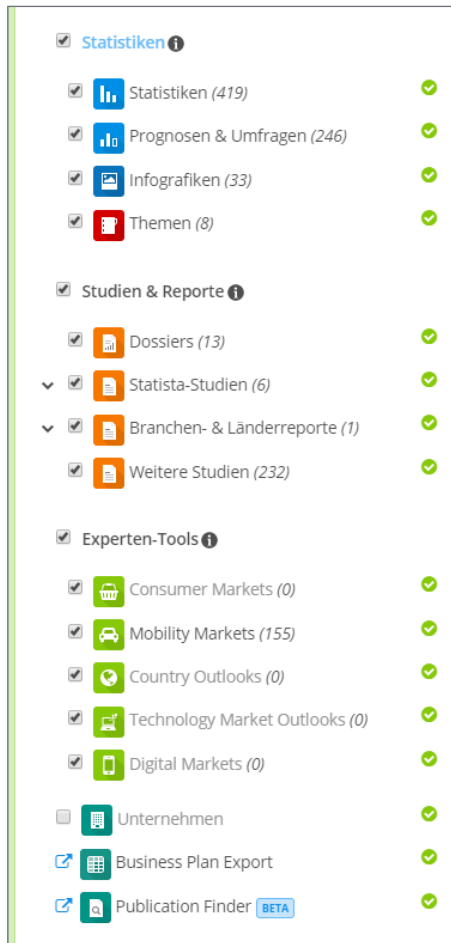 Statistiken
Statistiken (419)
Prognosen & Umfragen (246)
Infografiken (33)
Themen (8)
Studien & Reporte
Dossiers (13)
Statista-Studien (6)
Branchen- & Länderreporte (1)
Weitere Studien (232)
Experten-Tools
Consumer Markets (0)
Mobility Markets (155)
Country Outlooks (0)
Technology Market Outlooks (0)
Digital Markets (0)
Unternehmen
Business Plan Export
Publication Finder BETA